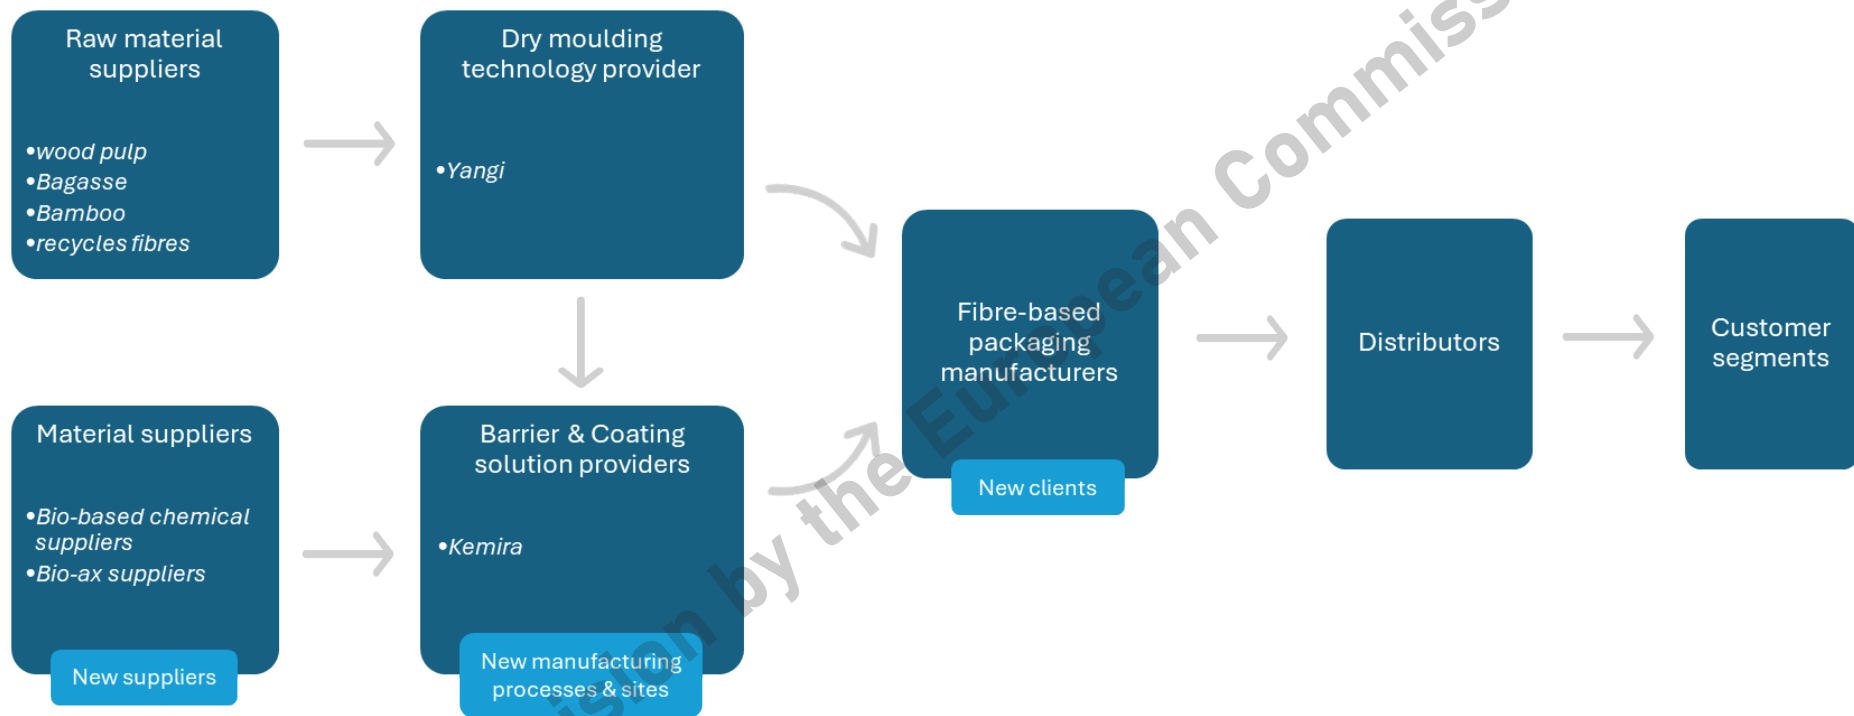 Raw material
suppliers
•wood pulp
•Bagasse
•Bamboo
•recycles fibres
Dry moulding
technology provider
•Yangi
Material suppliers
•Bio-based chemical
suppliers
•Bio-ax suppliers
New suppliers
Barrier & Coating
solution providers
•Kemira
New manufacturing
processes & sites
Fibre-based
packaging
manufacturers
New clients
Distributors
Customer
segments
by the European